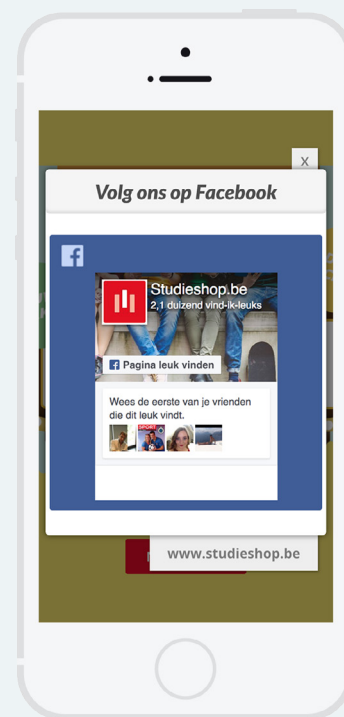 X
Volg ons op Facebook
Studieshop.be
2,1 duizend vind-ik-leuks
Pagina leuk vinden
Wees de eerste van je vrienden
die dit leuk vindt.
SPORT
www.studieshop.be